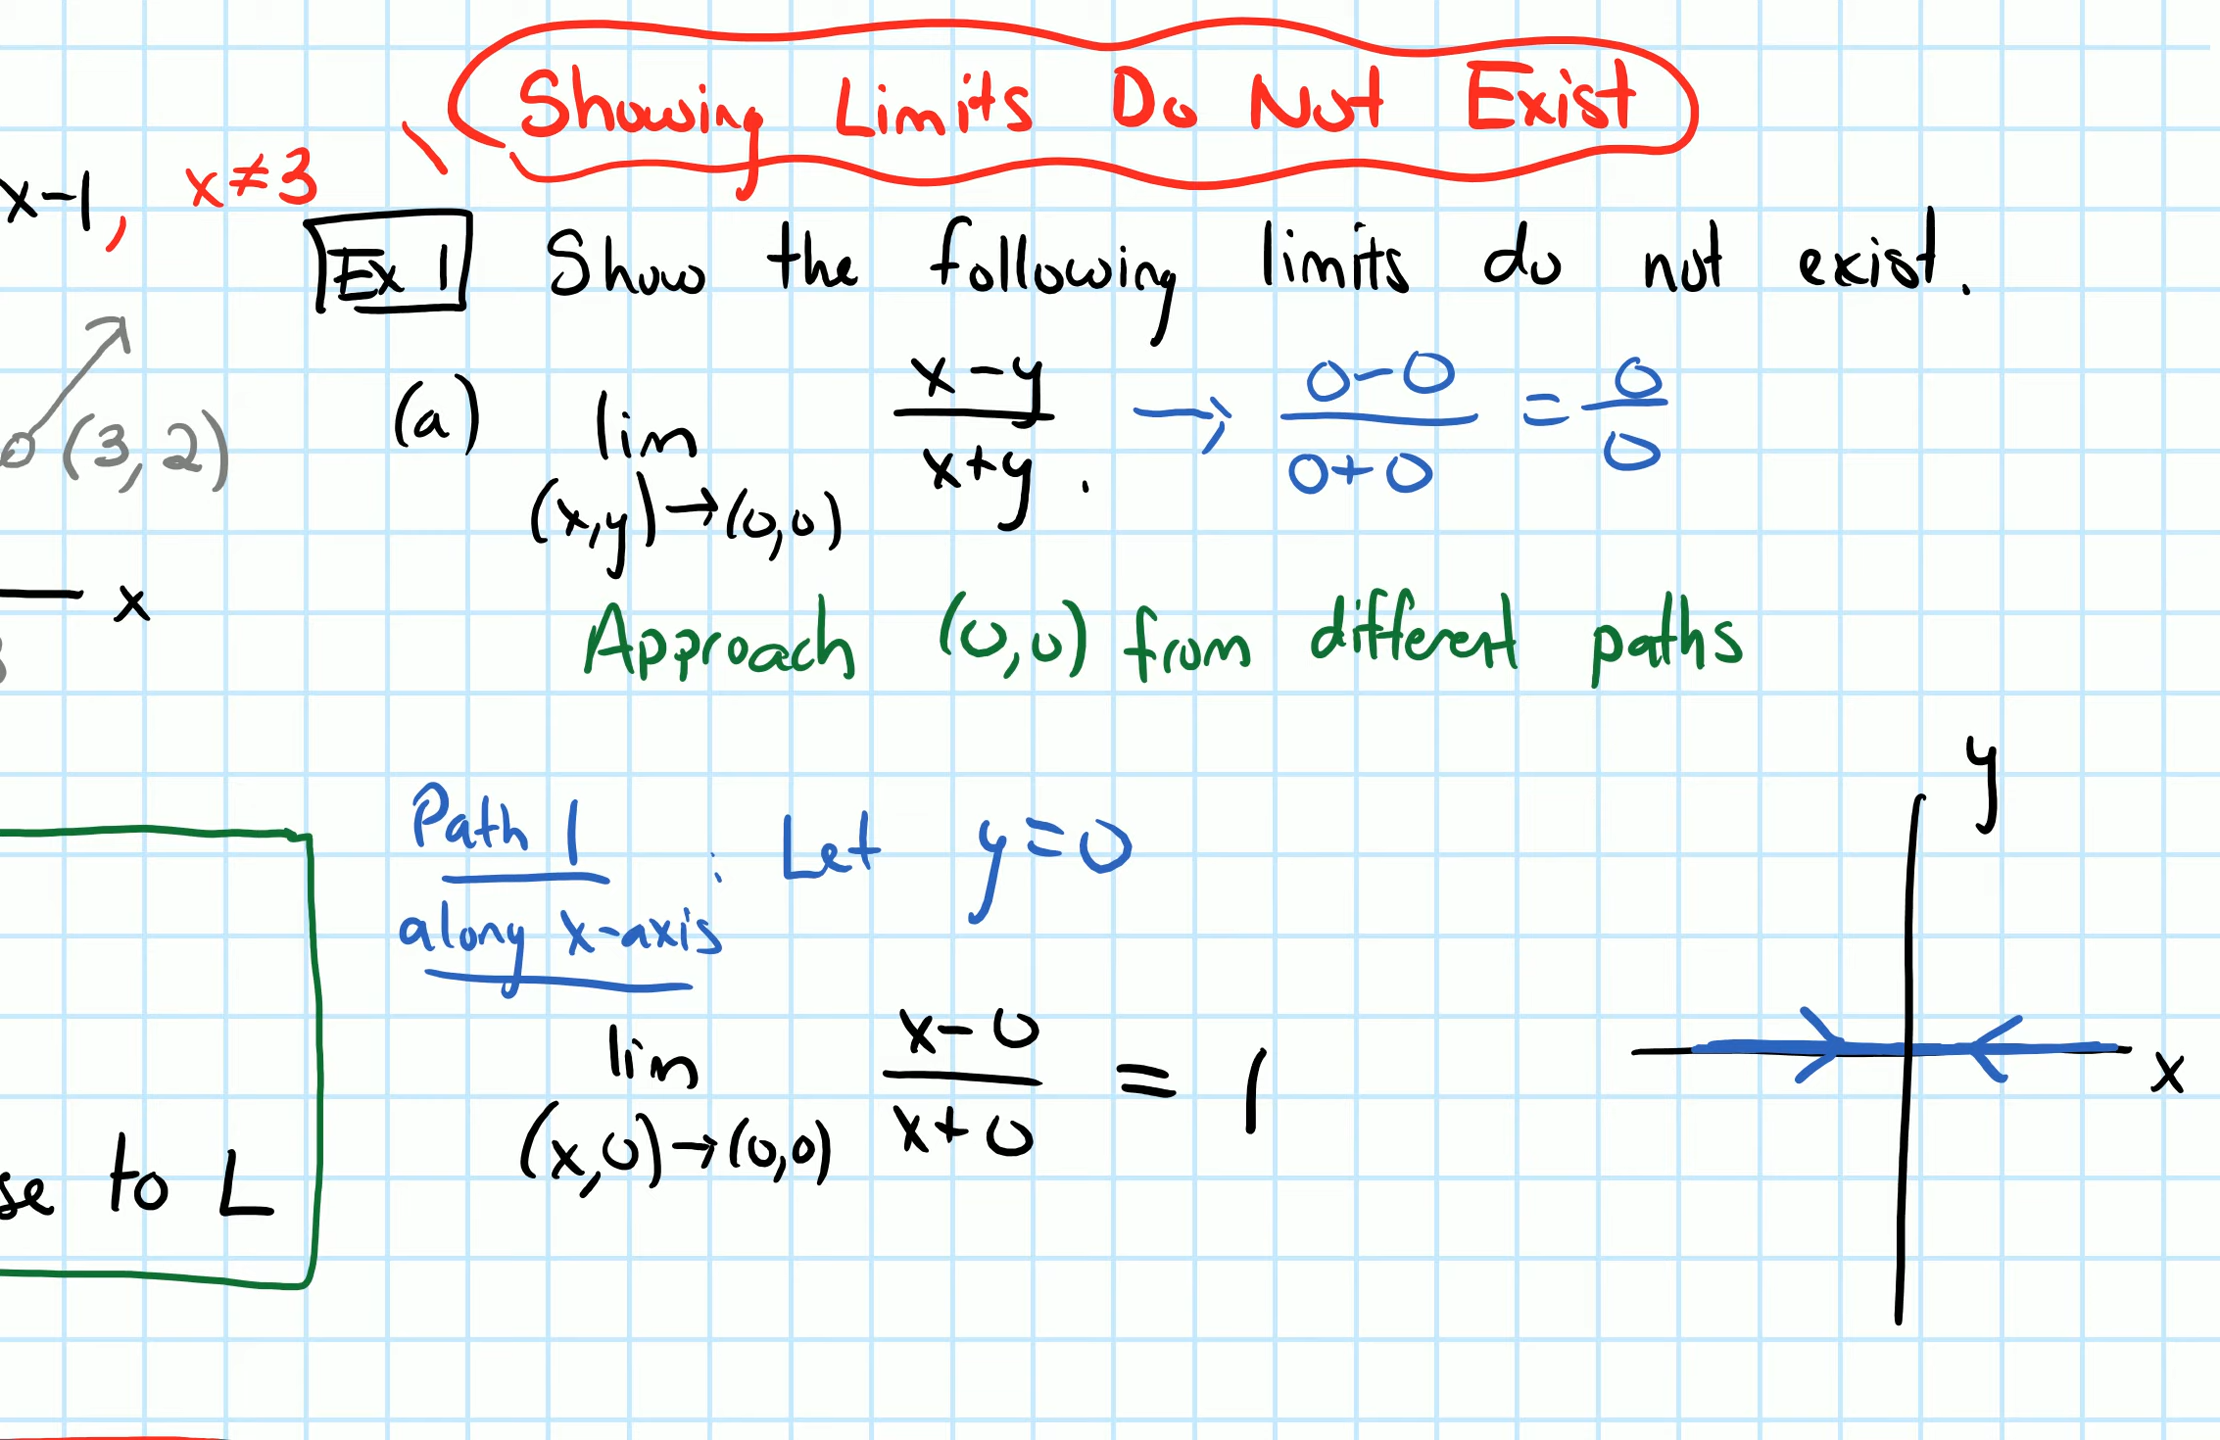 Showing Limits Do Not Exist
x-1, x≠3
Ex 1 Show the following limits do not exist.
(a) lim (x,y)→(0,0) x-y / x+y . → 0-0 / 0+0 = 0 / 0
(3,2)
x
Approach (0,0) from different paths
Path 1 : Let y=0
along x-axis
lim (x,0)→(0,0) x-0 / x+0 = 1
y
x
to L